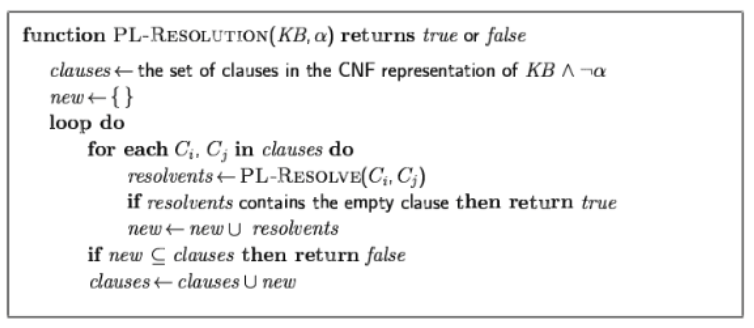 function PL-RESOLUTION(KB, α) returns true or false
clauses ← the set of clauses in the CNF representation of KB ∧ ¬α
new ← { }
loop do
for each Cᵢ, Cⱼ in clauses do
resolvents ← PL-RESOLVE(Cᵢ, Cⱼ)
if resolvents contains the empty clause then return true
new ← new ∪ resolvents
if new ⊆ clauses then return false
clauses ← clauses ∪ new